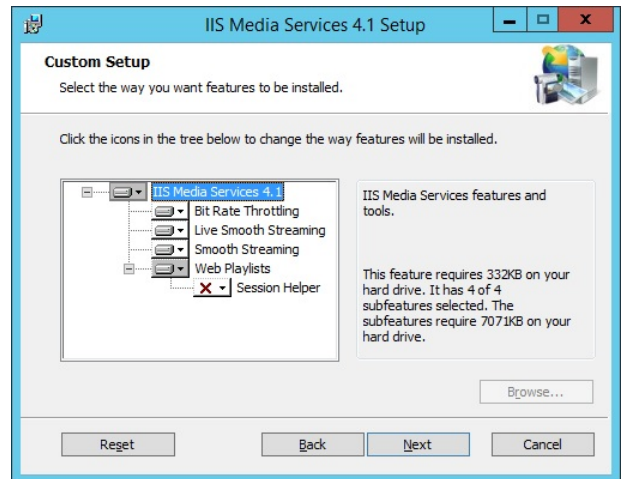 IIS Media Services 4.1 Setup
Custom Setup
Select the way you want features to be installed.
Click the icons in the tree below to change the way features will be installed.
IIS Media Services 4.1
Bit Rate Throttling
Live Smooth Streaming
Smooth Streaming
Web Playlists
Session Helper
IIS Media Services features and
tools.
This feature requires 332KB on your
hard drive. It has 4 of 4
subfeatures selected. The
subfeatures require 7071KB on your
hard drive.
Browse...
Reset
Back
Next
Cancel